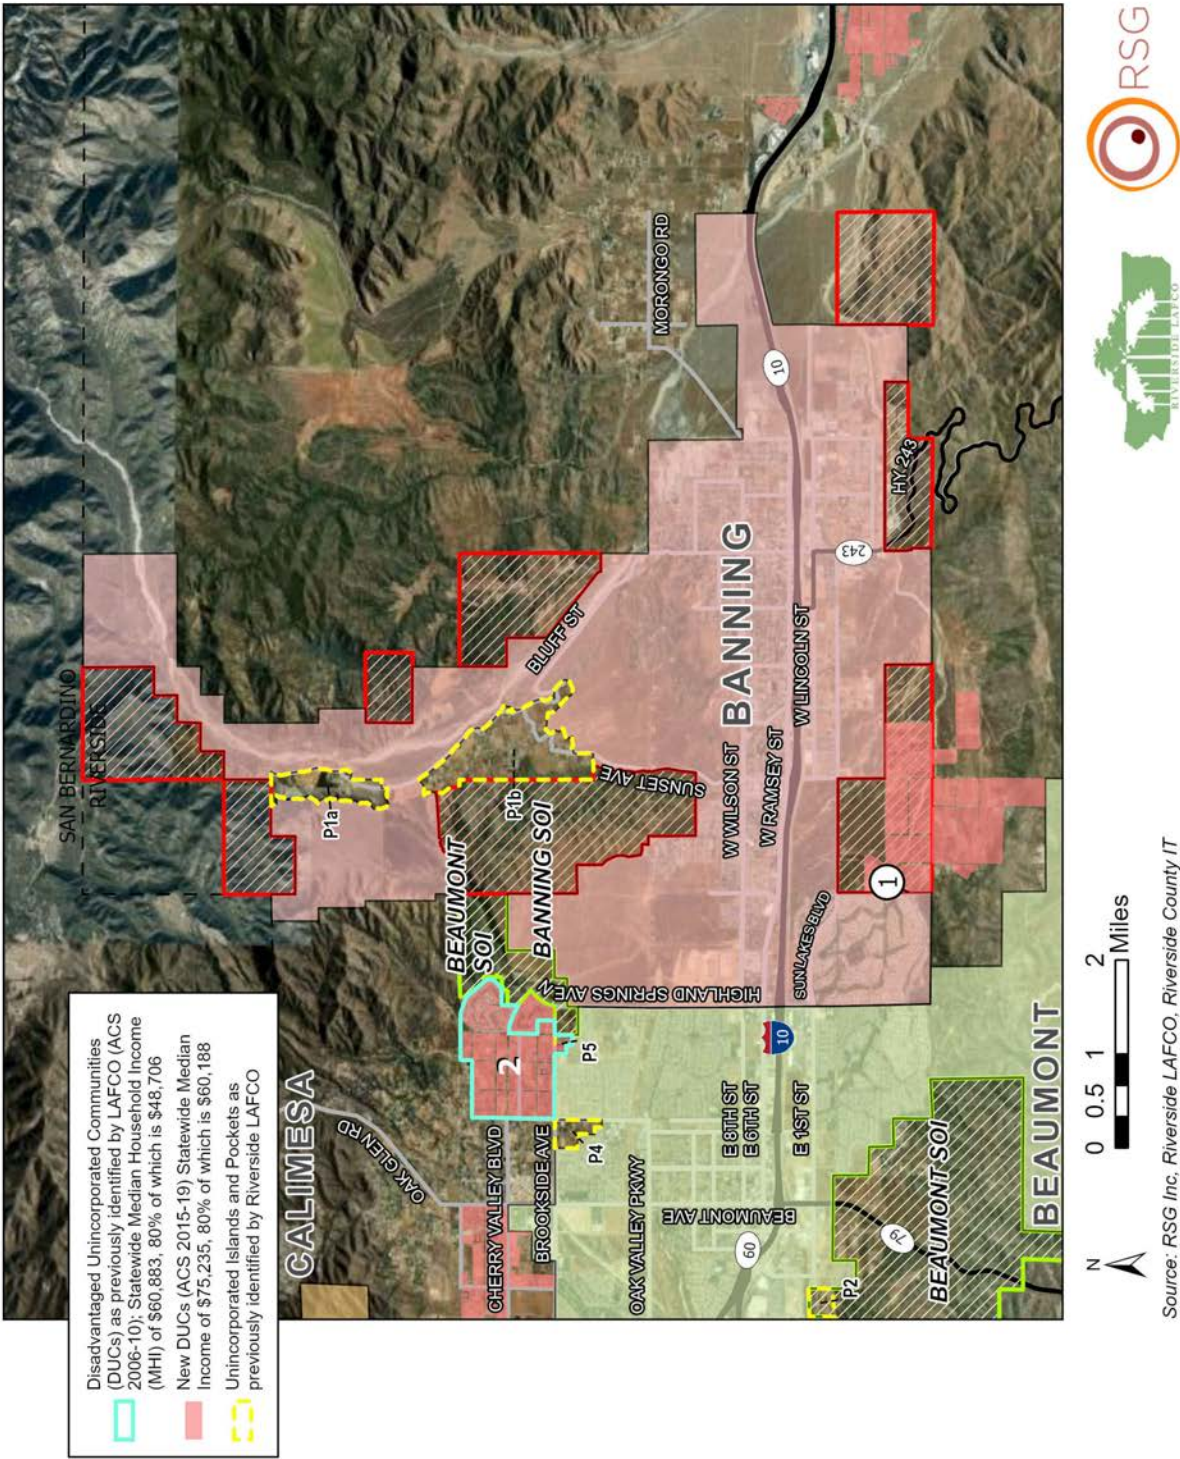 Disadvantaged Unincorporated Communities
(DUCs) as previously identified by LAFCO (ACS
2006-10); Statewide Median Household Income
(MHI) of $60,883, 80% of which is $48,706
New DUCs (ACS 2015-19) Statewide Median
Income of $75,235, 80% of which is $60,188
Unincorporated Islands and Pockets as
previously identified by Riverside LAFCO
SAN BERNARDINO
RIVERSIDE
CALIMESA
OAK GLEN RD
CHERRY VALLEY BLVD
BROOKSIDE AVE
2
BEAUMONT
SOI
BANNING SOI
P1a
P1b
BLUFF ST
SUNSET AVE
HIGHLAND SPRINGS AVE
N
P5
P4
OAK VALLEY PKWY
BEAUMONT AVE
E 8TH ST
E 6TH ST
E 1ST ST
10
60
79
P2
BEAUMONT SOI
BEAUMONT
SUN LAKES BLVD
1
W WILSON ST
W RAMSEY ST
W LINCOLN ST
BANNING
MORONGO RD
10
243
HY 243
N
0 0.5 1 2
Miles
Source: RSG Inc, Riverside LAFCO, Riverside County IT
RIVERSIDE LAFCO
RSG